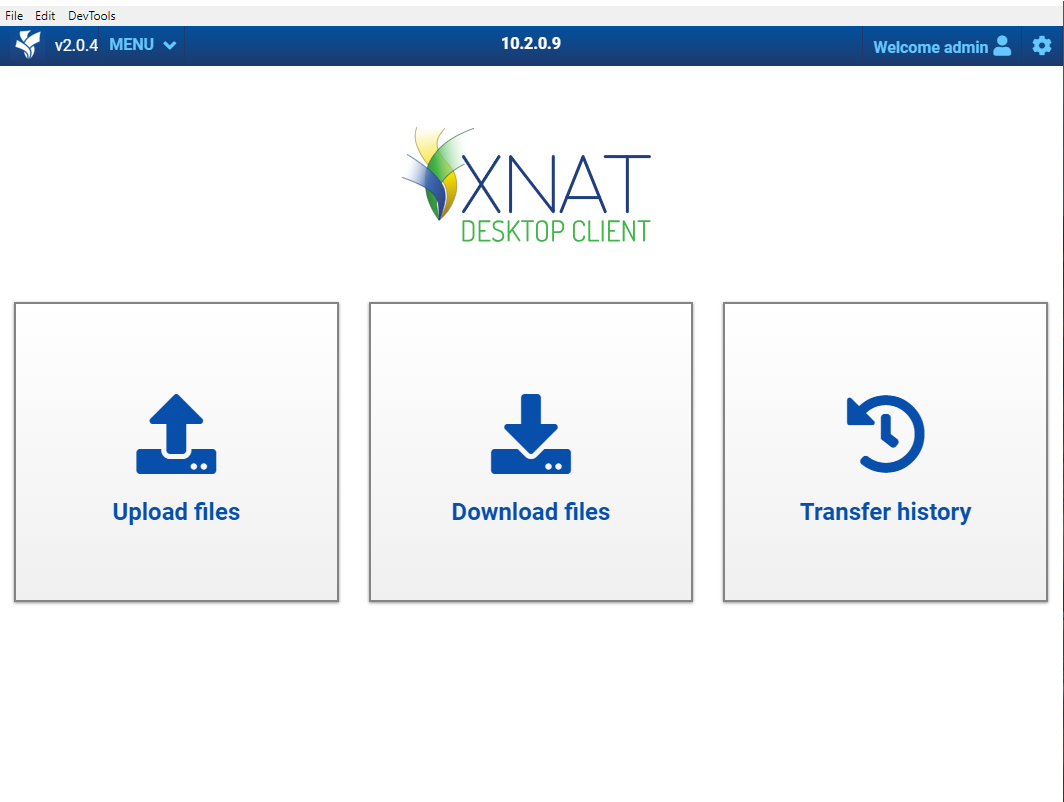 File Edit DevTools
v2.0.4 MENU 10.2.0.9 Welcome admin
XNAT
DESKTOP CLIENT
Upload files Download files Transfer history